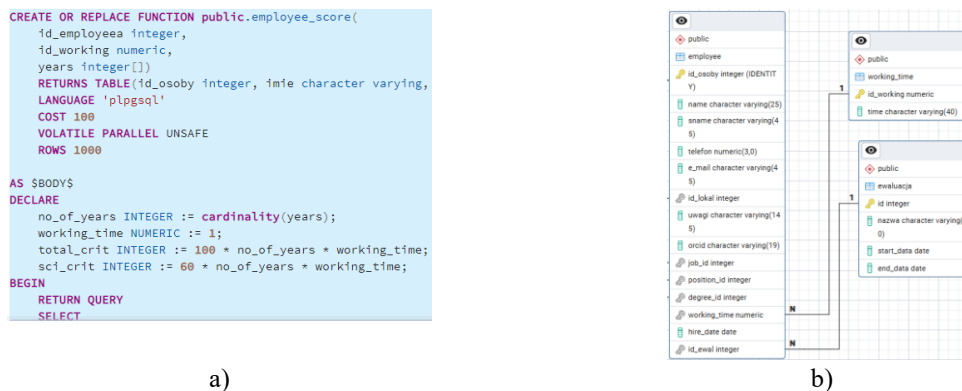 CREATE OR REPLACE FUNCTION public.employee_score(
id_employeea integer,
id_working numeric,
years integer[])
RETURNS TABLE(id_osoby integer, imie character varying,
LANGUAGE 'plpgsql'
COST 100
VOLATILE PARALLEL UNSAFE
ROWS 1000
AS $BODY$
DECLARE
no_of_years INTEGER := cardinality(years);
working_time NUMERIC := 1;
total_crit INTEGER := 100 * no_of_years * working_time;
sci_crit INTEGER := 60 * no_of_years * working_time;
BEGIN
RETURN QUERY
SELECT
a)
public
employee
id_osoby integer (IDENTIT
Y)
name character varying(25)
sname character varying(4
5)
telefon numeric(3,0)
e_mail character varying(4
5)
id_lokal integer
uwagi character varying(14
5)
orcid character varying(19)
job_id integer
position_id integer
degree_id integer
working_time numeric
hire_date date
id_ewal integer
N
N
1
public
working_time
id_working numeric
time character varying(40)
1
public
ewaluacja
id integer
nazwa character varying(
0)
start_data date
end_data date
b)